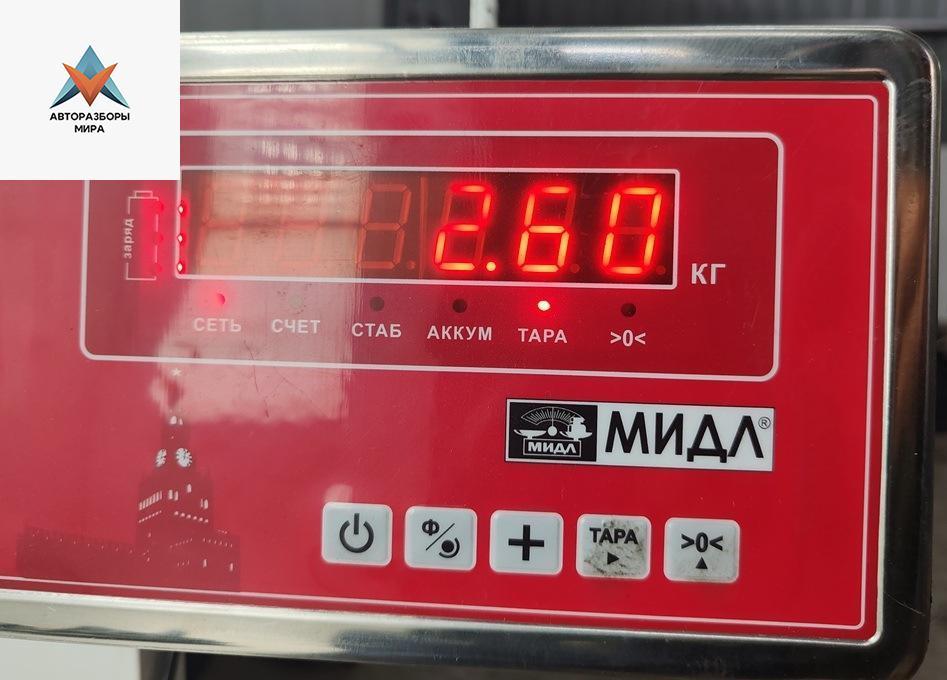 АВТОРАЗБОРЫ
МИРА
заряд
2.60
КГ
СЕТЬ СЧЕТ СТАБ АККУМ ТАРА >0<
МИДЛ
МИДЛ®
Ф/
+
ТАРА
>0<